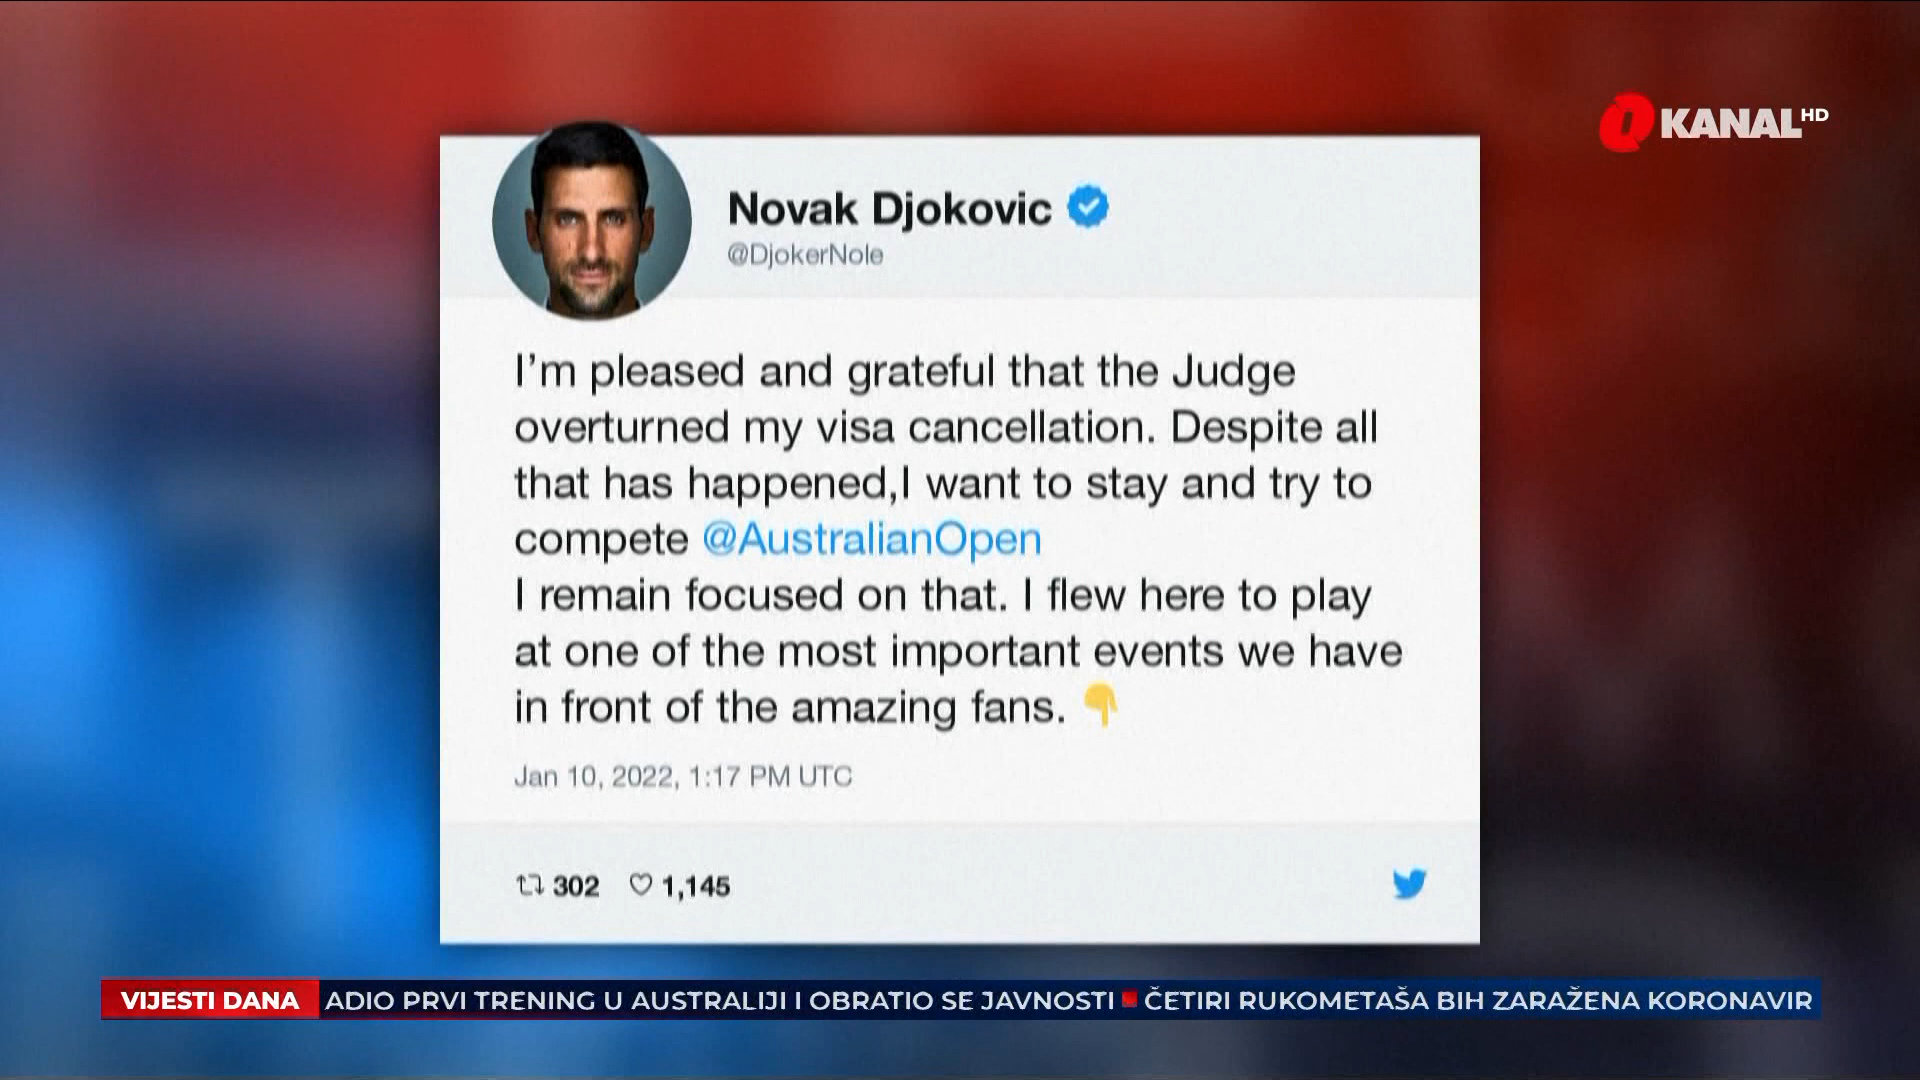 O KANAL HD
Novak Djokovic
@DjokerNole
I'm pleased and grateful that the Judge
overturned my visa cancellation. Despite all
that has happened,I want to stay and try to
compete @AustralianOpen
I remain focused on that. I flew here to play
at one of the most important events we have
in front of the amazing fans. 👇
Jan 10, 2022, 1:17 PM UTC
302 1,145
VIJESTI DANA ADIO PRVI TRENING U AUSTRALIJI I OBRATIO SE JAVNOSTI ČETIRI RUKOMETAŠA BIH ZARAŽENA KORONAVIR